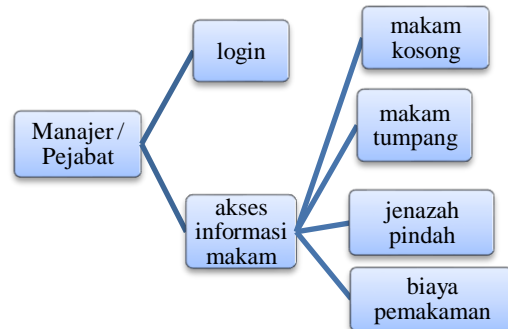 Manajer /
Pejabat
login
akses
informasi
makam
makam
kosong
makam
tumpang
jenazah
pindah
biaya
pemakaman